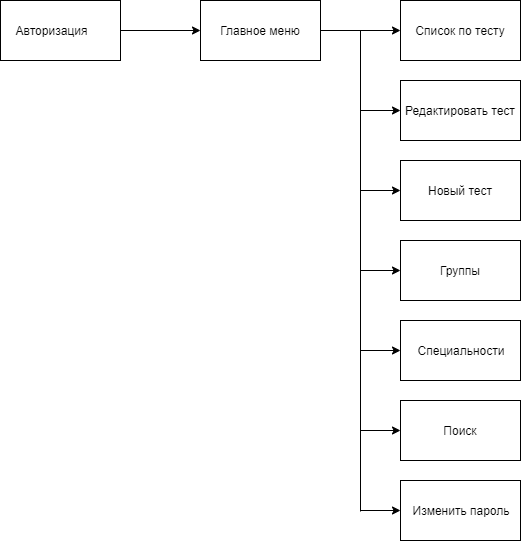 Авторизация
Главное меню
Список по тесту
Редактировать тест
Новый тест
Группы
Специальности
Поиск
Изменить пароль